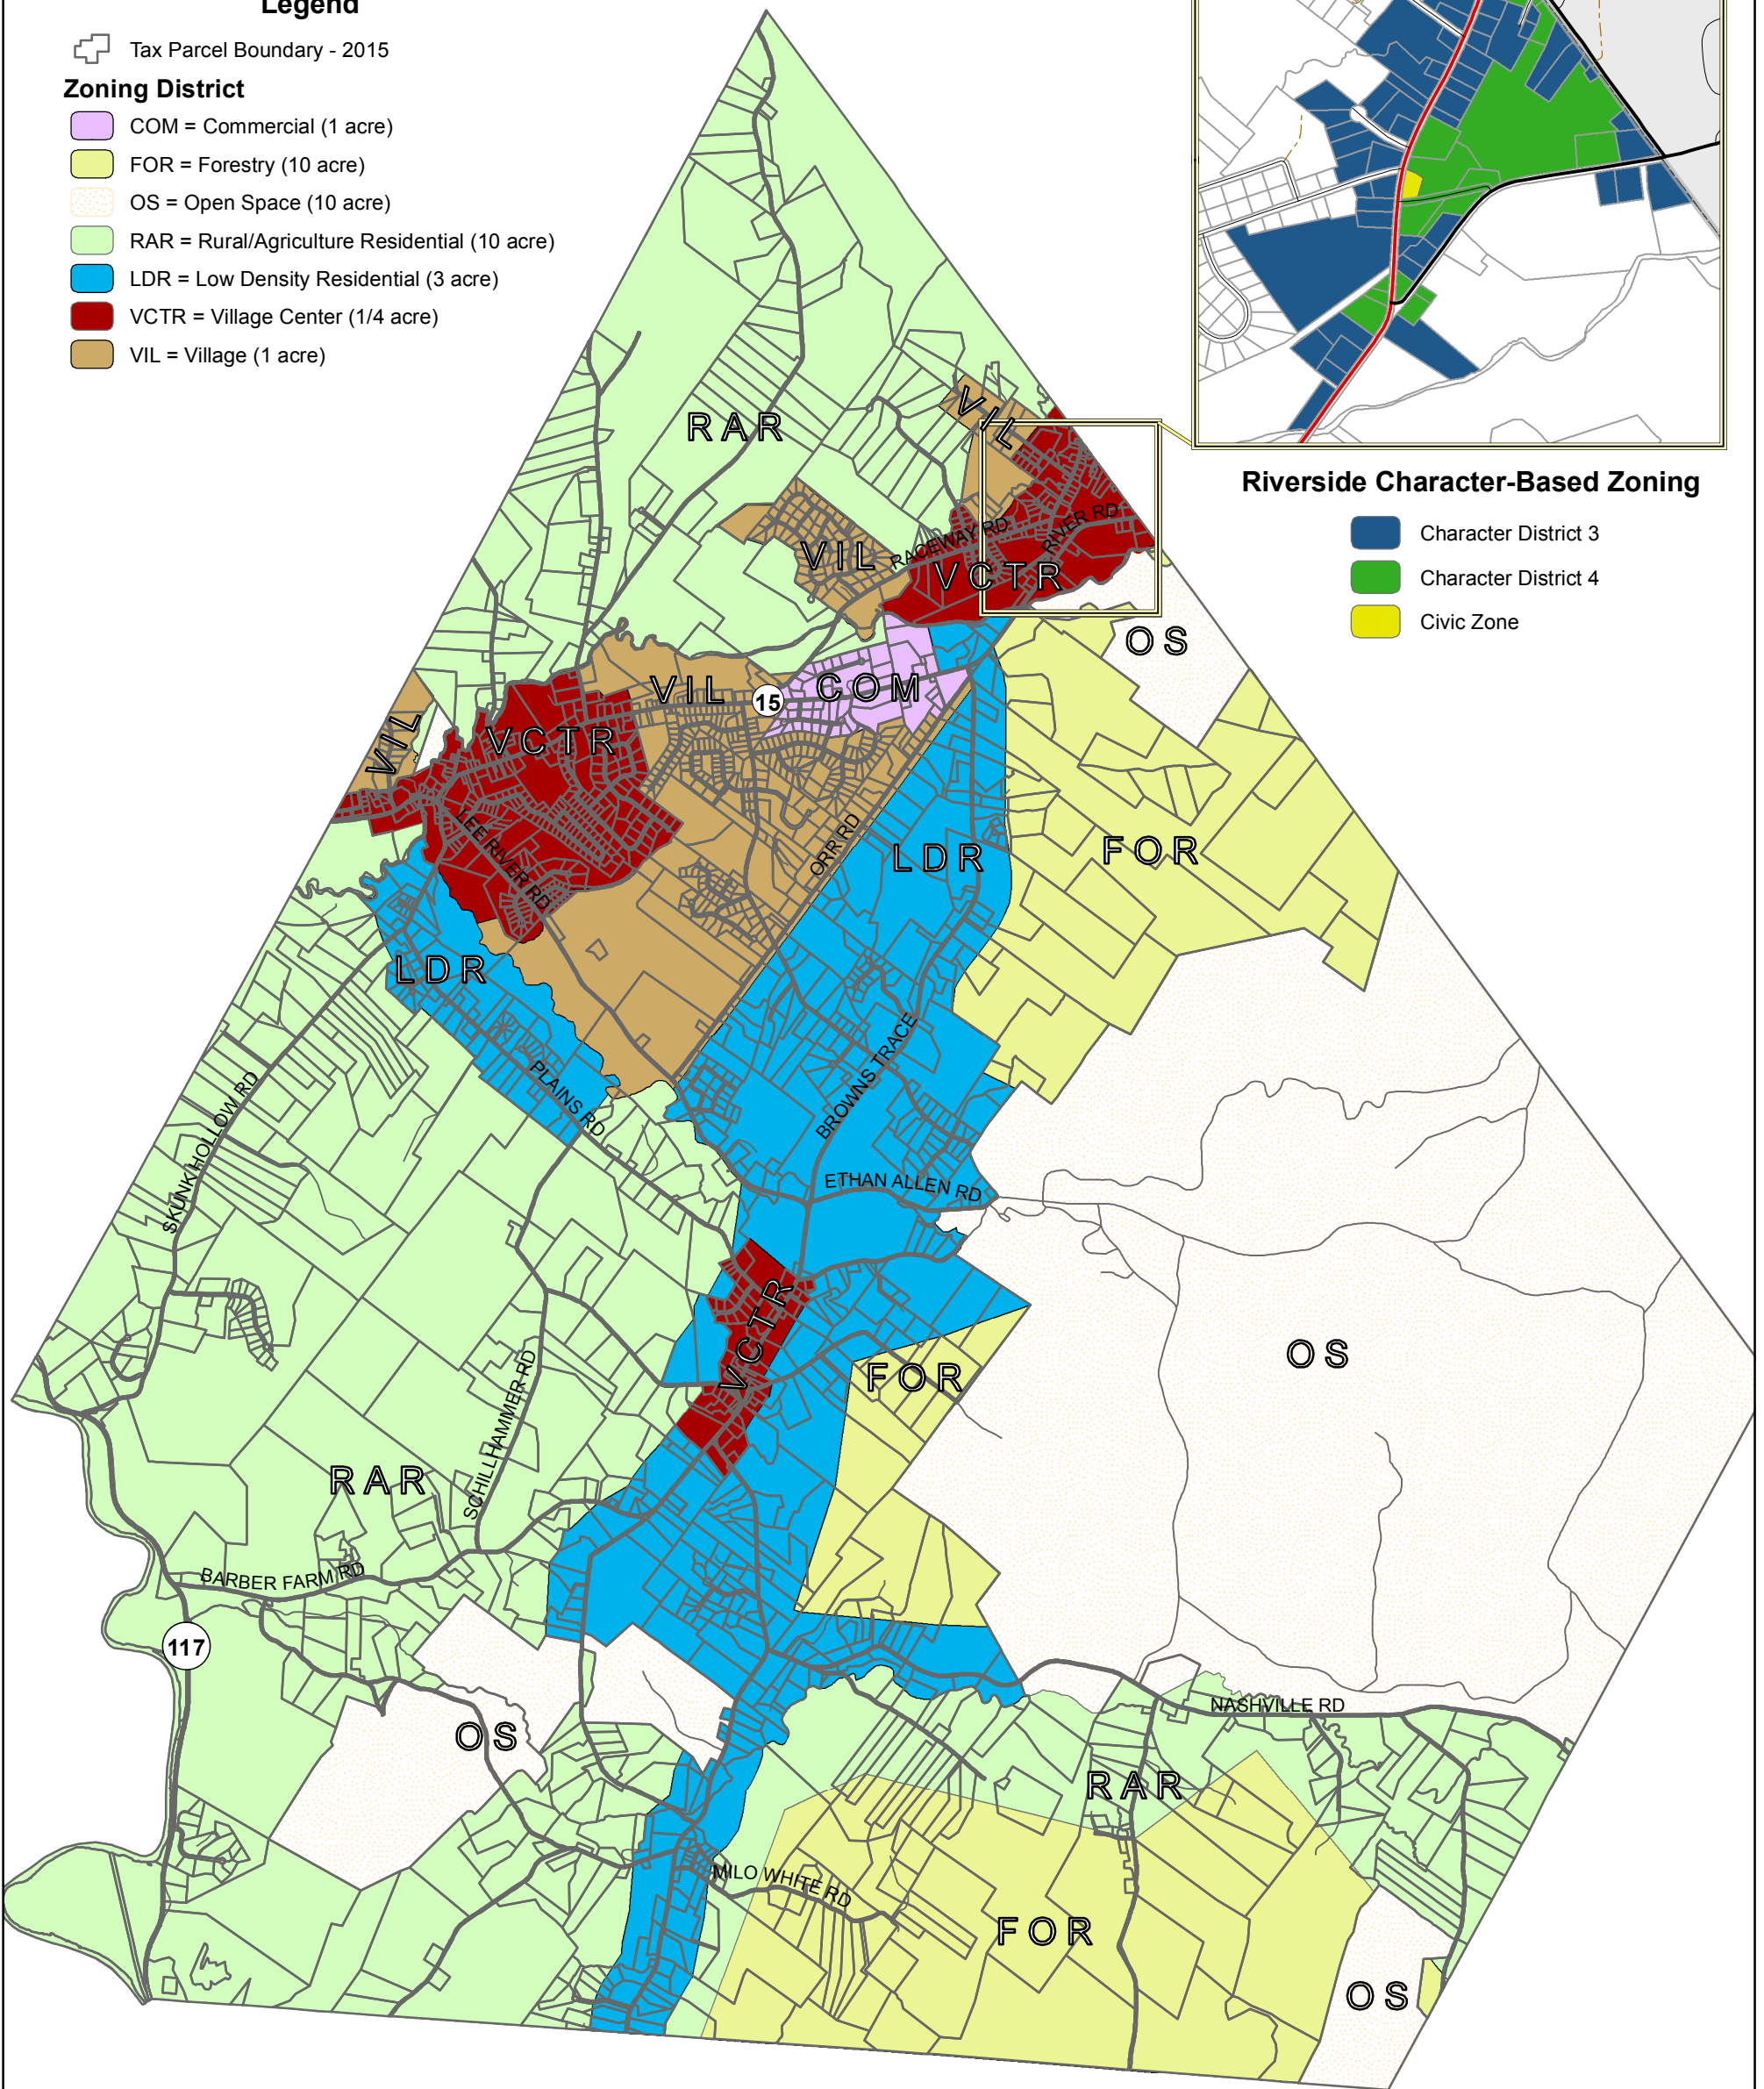 Legend
Tax Parcel Boundary - 2015
Zoning District
COM = Commercial (1 acre)
FOR = Forestry (10 acre)
OS = Open Space (10 acre)
RAR = Rural/Agriculture Residential (10 acre)
LDR = Low Density Residential (3 acre)
VCTR = Village Center (1/4 acre)
VIL = Village (1 acre)
Riverside Character-Based Zoning
Character District 3
Character District 4
Civic Zone
RAR
VIL
RACEWAY RD
RIVER RD
VIL
VCTR
OS
VIL
15
COM
VIL
VCTR
LEE RIVER RD
ORR RD
LDR
FOR
LDR
PLAINS RD
BROWNS TRACE
SKUNK HOLLOW RD
ETHAN ALLEN RD
VCTR
FOR
OS
SCHILLHAMMER RD
RAR
BARBER FARM RD
117
OS
NASHVILLE RD
RAR
MILO WHITE RD
FOR
OS